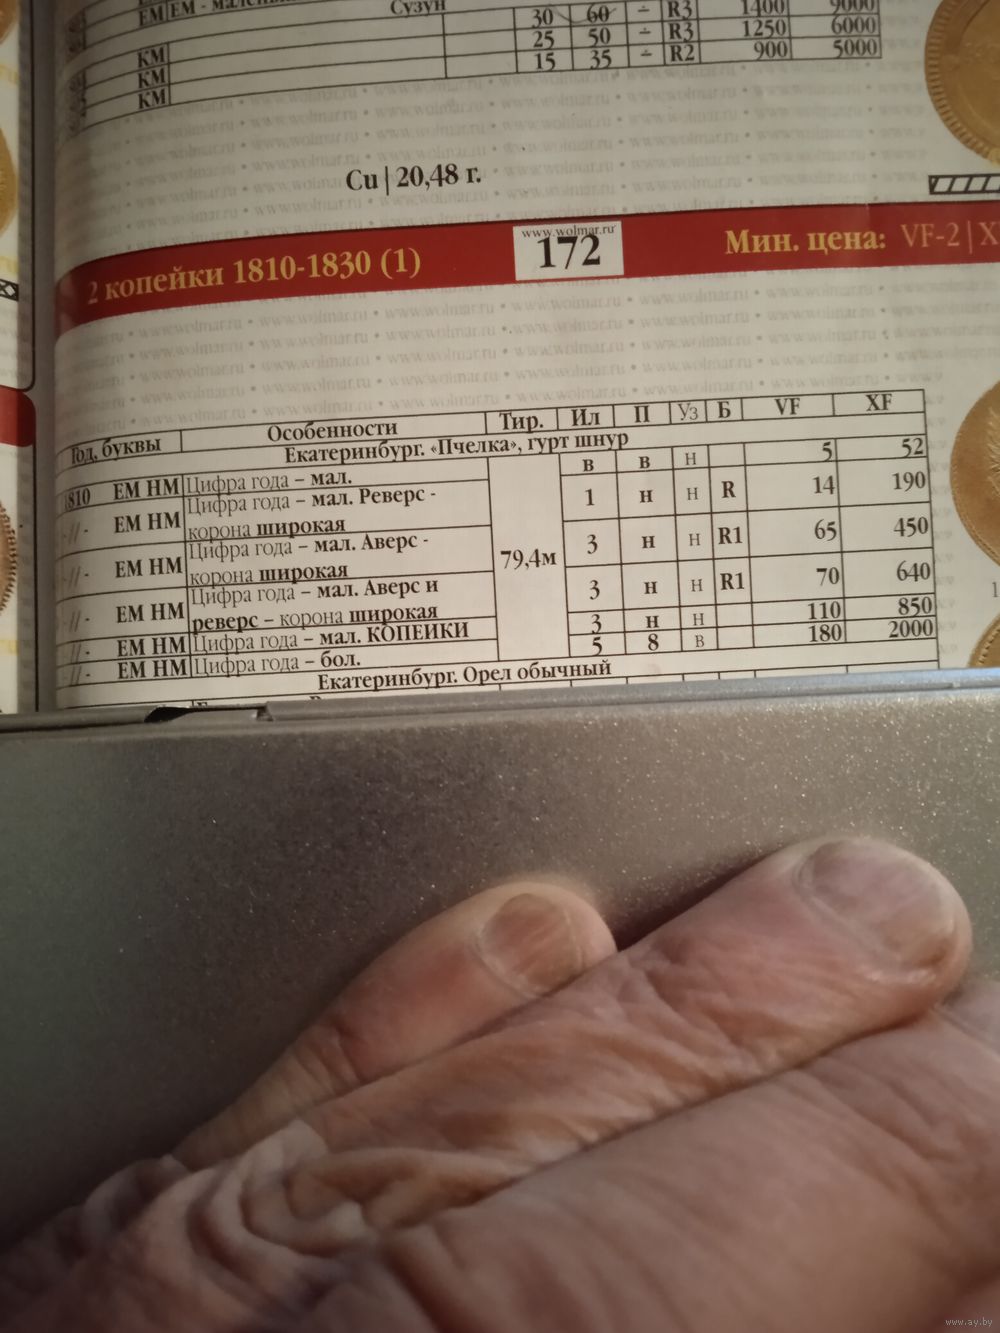 ЕМ ЕМ - мален
Сузун
30 60 ÷ R3 1400 9000
КМ 25 50 ÷ R3 1250 6000
КМ 15 35 ÷ R2 900 5000
КМ
Cu | 20,48 г.
2 копейки 1810-1830 (1)
www.wolmar.ru
172
Мин. цена: VF-2 | X
Год, буквы Особенности Тир. Ил П Уз Б VF XF
Екатеринбург. «Пчелка», гурт шнур
1810 ЕМ НМ Цифра года – мал. в в н 5 52
-//- ЕМ НМ Цифра года – мал. Реверс -
корона широкая 1 н н R 14 190
-//- ЕМ НМ Цифра года – мал. Аверс -
корона широкая 3 н н R1 65 450
79,4м
-//- ЕМ НМ Цифра года – мал. Аверс и
реверс – корона широкая 3 н н R1 70 640
-//- ЕМ НМ Цифра года – мал. КОПЕЙКИ 3 н н 110 850
-//- ЕМ НМ Цифра года – бол. 5 8 в 180 2000
Екатеринбург. Орел обычный
www.ay.by